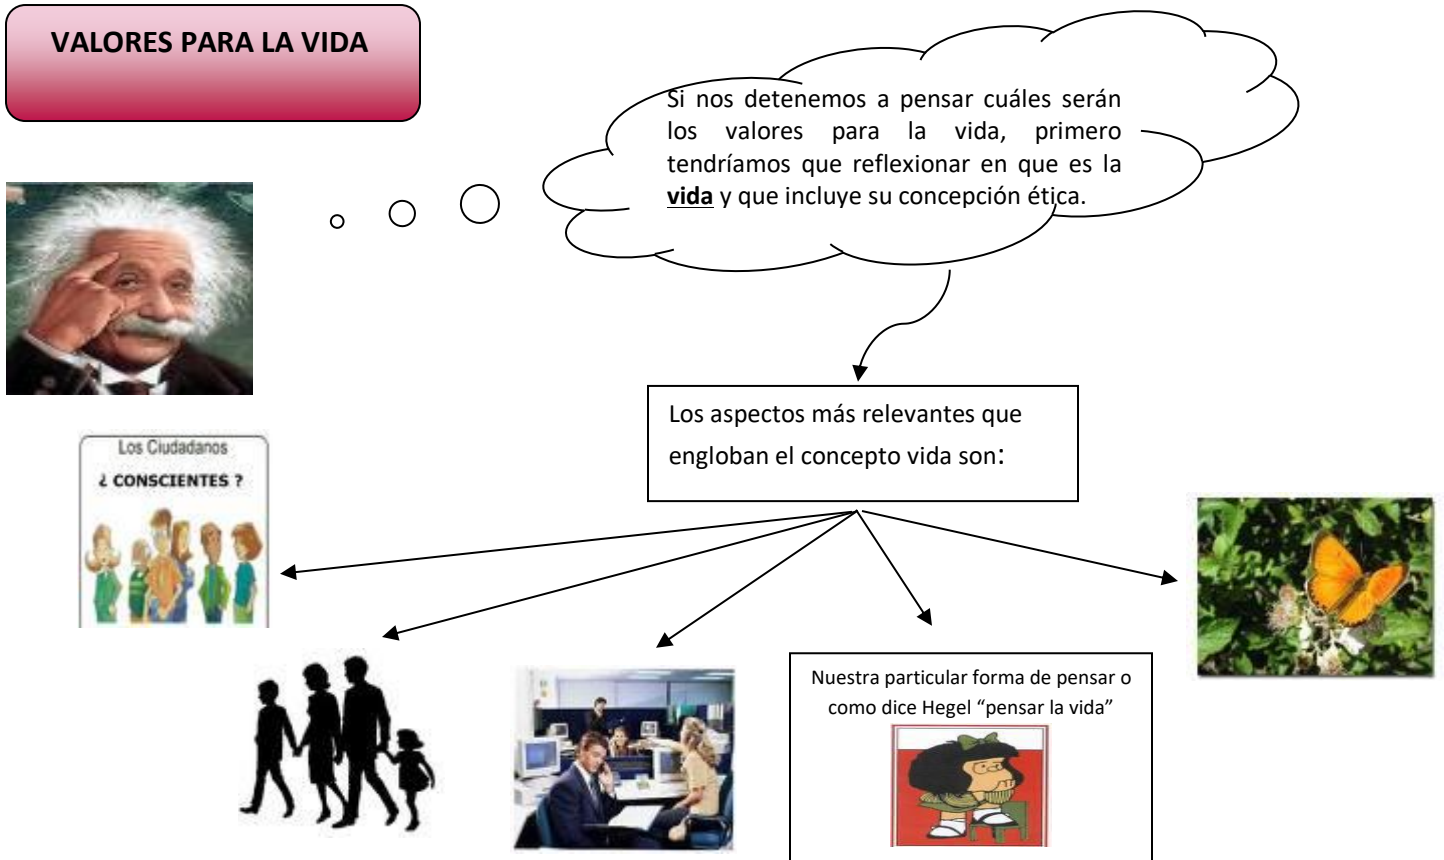 VALORES PARA LA VIDA
Si nos detenemos a pensar cuáles serán
los valores para la vida, primero
tendríamos que reflexionar en que es la
vida y que incluye su concepción ética.
Los aspectos más relevantes que
engloban el concepto vida son:
Los Ciudadanos
¿ CONSCIENTES ?
Nuestra particular forma de pensar o
como dice Hegel “pensar la vida”